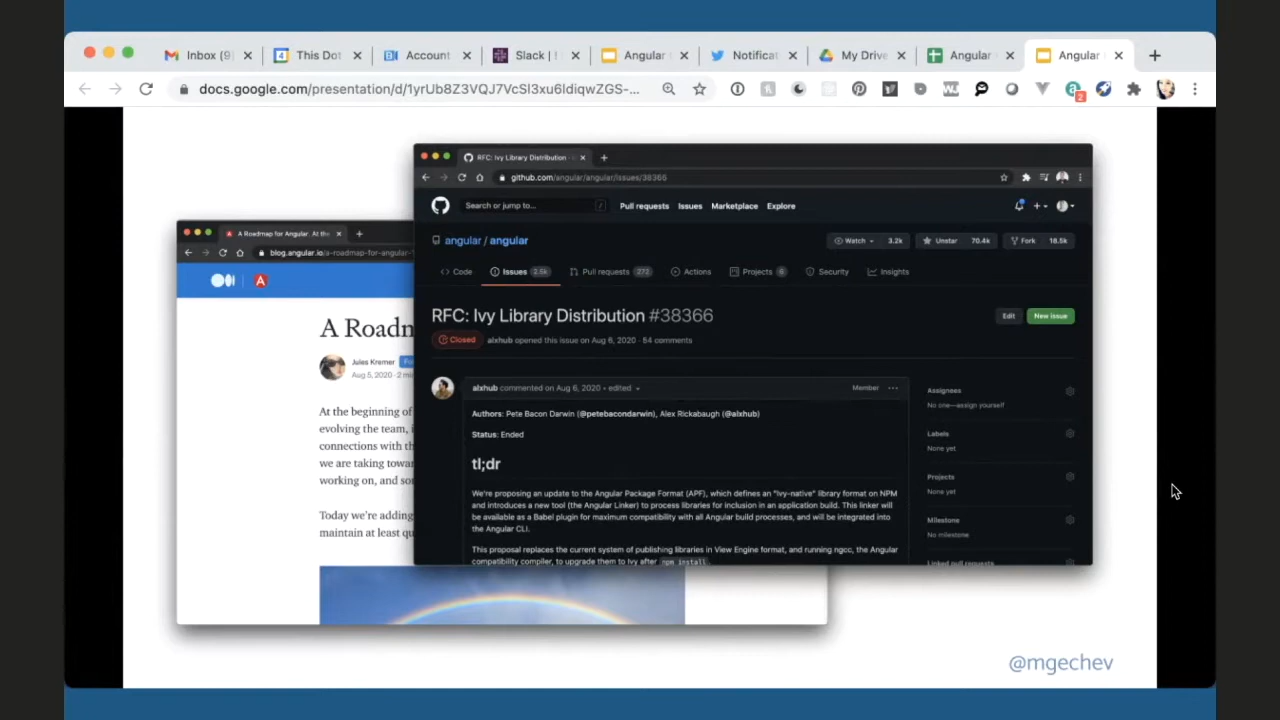 Inbox (9
This Dot
Account
Slack | !
Angular
Notificat
My Drive
Angular
Angular
docs.google.com/presentation/d/1yrUb8Z3VQJ7VcSl3xu6ldiqwZGS-...
2
RFC: Ivy Library Distribution ·
github.com/angular/angular/issues/38366
Search or jump to...
/
Pull requests
Issues
Marketplace
Explore
angular / angular
Watch
3.2k
Unstar
70.4k
Fork
18.5k
Code
Issues
2.5k
Pull requests
272
Actions
Projects
6
Security
Insights
RFC: Ivy Library Distribution #38366
Edit
New issue
Closed
alxhub opened this issue on Aug 6, 2020 · 54 comments
alxhub commented on Aug 6, 2020 • edited
Member
Authors: Pete Bacon Darwin (@petebacondarwin), Alex Rickabaugh (@alxhub)
Status: Ended
tl;dr
We're proposing an update to the Angular Package Format (APF), which defines an "Ivy-native" library format on NPM
and introduces a new tool (the Angular Linker) to process libraries for inclusion in an application build. This linker
will be available as a Babel plugin for maximum compatibility with all Angular build processes, and will be integrated into
the Angular CLI.
This proposal replaces the current system of publishing libraries in View Engine format, and running ngcc, the Angular
compatibility compiler, to upgrade them to Ivy after npm install
Assignees
No one—assign yourself
Labels
None yet
Projects
None yet
Milestone
No milestone
Linked pull requests
A Roadmap for Angular. At the
blog.angular.io/a-roadmap-for-angular-
A Roadm
Jules Kremer
Fo
Aug 5, 2020 · 2 mi
At the beginning of
evolving the team, i
connections with th
we are taking towar
working on, and so
Today we're adding
maintain at least qu
@mgechev